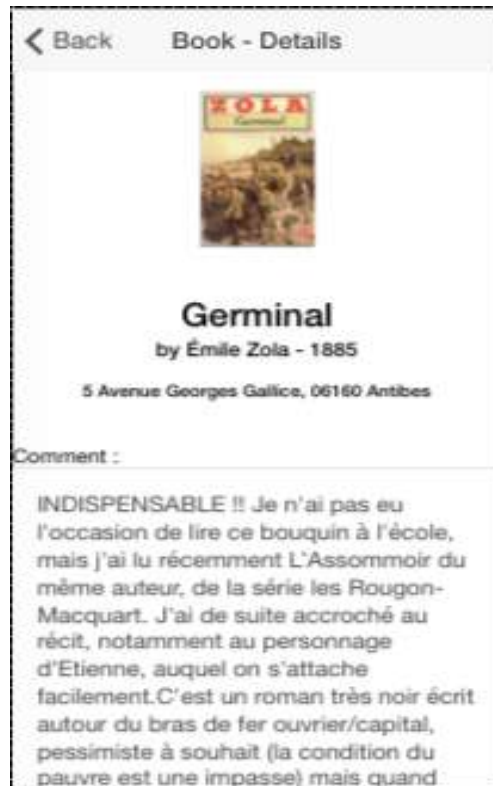 Back Book - Details
ZOLA
Germinal
Germinal
by Émile Zola - 1885
5 Avenue Georges Gallice, 06160 Antibes
Comment :
INDISPENSABLE !! Je n'ai pas eu
l'occasion de lire ce bouquin à l'école,
mais j'ai lu récemment L'Assommoir du
même auteur, de la série les Rougon-
Macquart. J'ai de suite accroché au
récit, notamment au personnage
d'Etienne, auquel on s'attache
facilement.C'est un roman très noir écrit
autour du bras de fer ouvrier/capital,
pessimiste à souhait (la condition du
pauvre est une impasse) mais quand